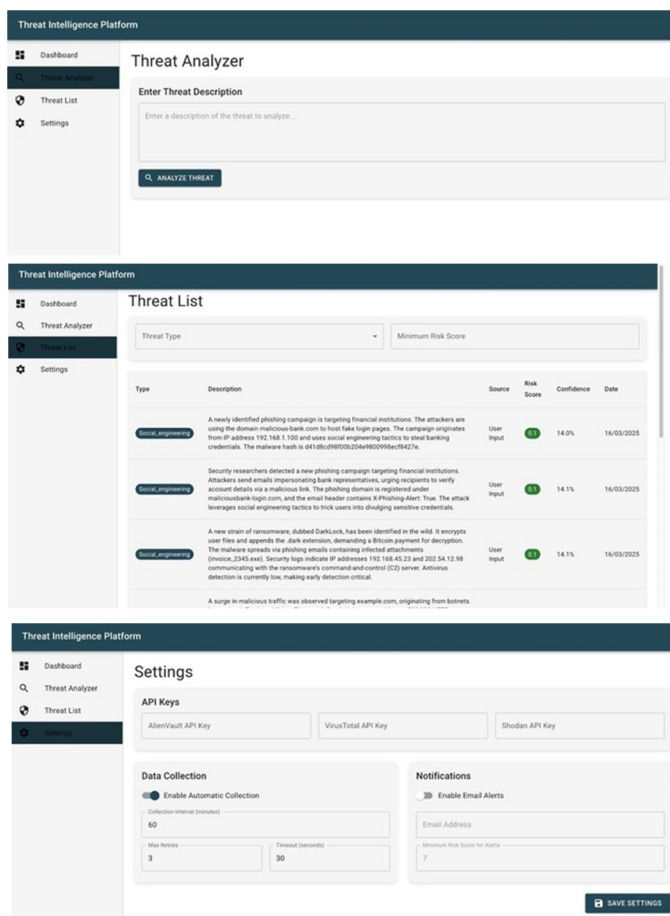 Threat Intelligence Platform
Dashboard
Threat Analyzer
Threat List
Settings
Threat Analyzer
Enter Threat Description
Enter a description of the threat to analyze...
ANALYZE THREAT
Threat Intelligence Platform
Dashboard
Threat Analyzer
Threat List
Settings
Threat List
Threat Type
Minimum Risk Score
Type Description Source Risk Score Confidence Date
Social_engineering
A newly identified phishing campaign is targeting financial institutions. The attackers are
using the domain malicious-bank.com to host fake login pages. The campaign originates
from IP address 192.168.1.100 and uses social engineering tactics to steal banking
credentials. The malware hash is d41d8cd98f00b204e9800998ecf8427e.
User Input 0.1 14.0% 16/03/2025
Social_engineering
Security researchers detected a new phishing campaign targeting financial institutions.
Attackers send emails impersonating bank representatives, urging recipients to verify
account details via a malicious link. The phishing domain is registered under
maliciousbank-login.com, and the email header contains X-Phishing-Alert: True. The attack
leverages social engineering tactics to trick users into divulging sensitive credentials.
User Input 0.1 14.1% 16/03/2025
Social_engineering
A new strain of ransomware, dubbed DarkLock, has been identified in the wild. It encrypts
user files and appends the .dark extension, demanding a Bitcoin payment for decryption.
The malware spreads via phishing emails containing infected attachments
(invoice_2345.exe). Security logs indicate IP addresses 192.168.45.23 and 202.54.12.98
communicating with the ransomware's command-and-control (C2) server. Antivirus
detection is currently low, making early detection critical.
User Input 0.1 14.1% 16/03/2025
A surge in malicious traffic was observed targeting example.com, originating from botnets
Threat Intelligence Platform
Dashboard
Threat Analyzer
Threat List
Settings
Settings
API Keys
AlienVault API Key
VirusTotal API Key
Shodan API Key
Data Collection
Enable Automatic Collection
Collection Interval (minutes)
60
Max Retries
3
Timeout (seconds)
30
Notifications
Enable Email Alerts
Email Address
Minimum Risk Score for Alerts
7
SAVE SETTINGS